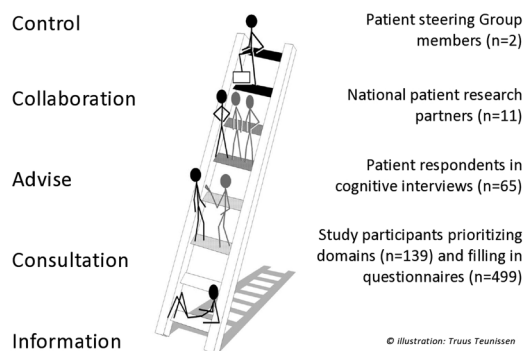 Control
Patient steering Group
members (n=2)
Collaboration
National patient research
partners (n=11)
Advise
Patient respondents in
cognitive interviews (n=65)
Consultation
Study participants prioritizing
domains (n=139) and filling in
questionnaires (n=499)
Information
© illustration: Truus Teunissen